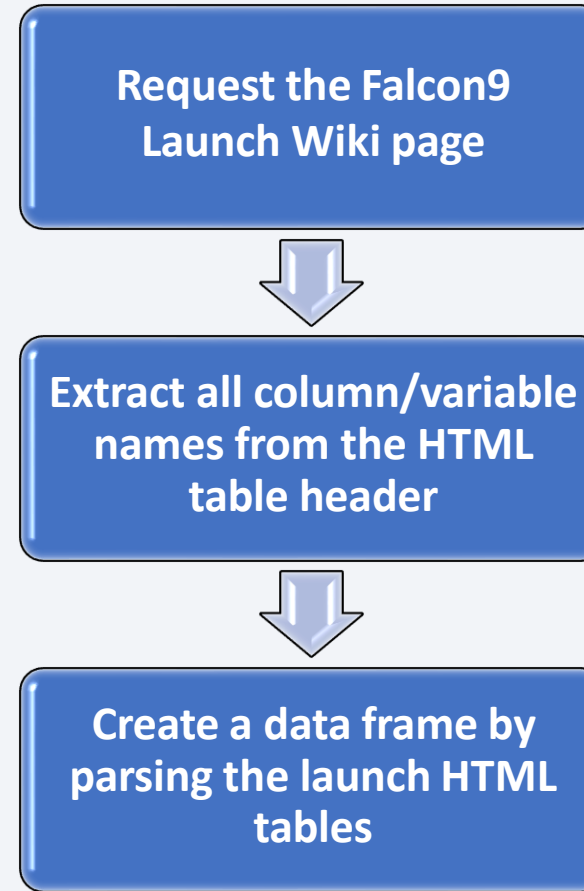 Request the Falcon9
Launch Wiki page
Extract all column/variable
names from the HTML
table header
Create a data frame by
parsing the launch HTML
tables